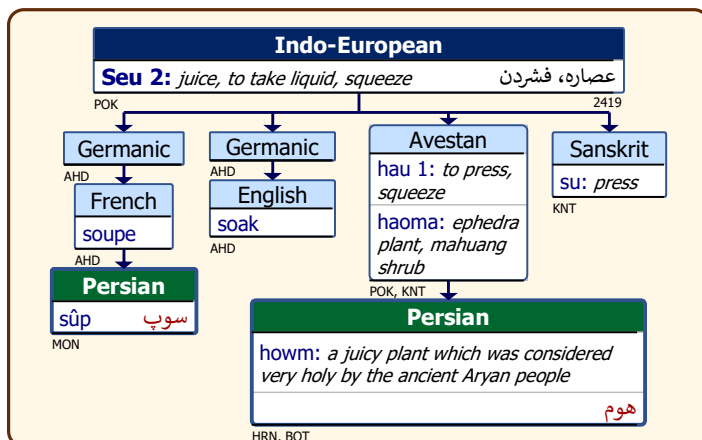 Indo-European
Seu 2: juice, to take liquid, squeeze عصاره، فشردن
POK 2419
Germanic
AHD
French
soupe
AHD
Persian
sûp سوپ
MON
Germanic
AHD
English
soak
AHD
Avestan
hau 1: to press,
squeeze
haoma: ephedra
plant, mahuang
shrub
POK, KNT
Sanskrit
su: press
KNT
Persian
howm: a juicy plant which was considered
very holy by the ancient Aryan people
هوم
HRN, BOT